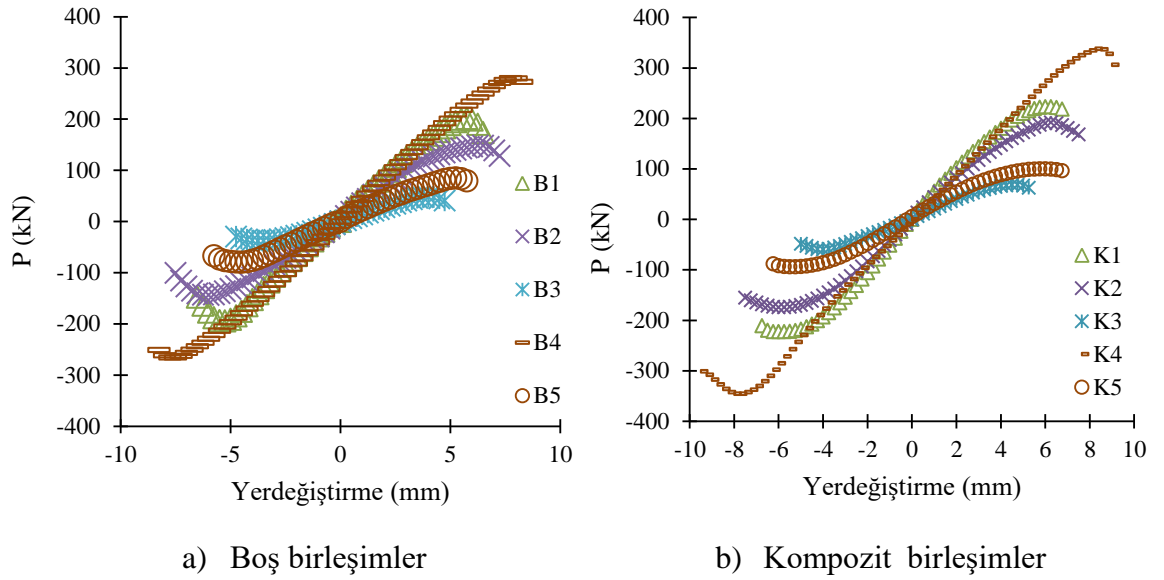 400
300
200
100
0
-100
-200
-300
-400
P (kN)
-10
-5
0
5
10
Yerdeğiştirme (mm)
B1
B2
B3
B4
B5
a) Boş birleşimler
400
300
200
100
0
-100
-200
-300
-400
P (kN)
-10
-8
-6
-4
-2
0
2
4
6
8
10
Yerdeğiştirme (mm)
K1
K2
K3
K4
K5
b) Kompozit birleşimler